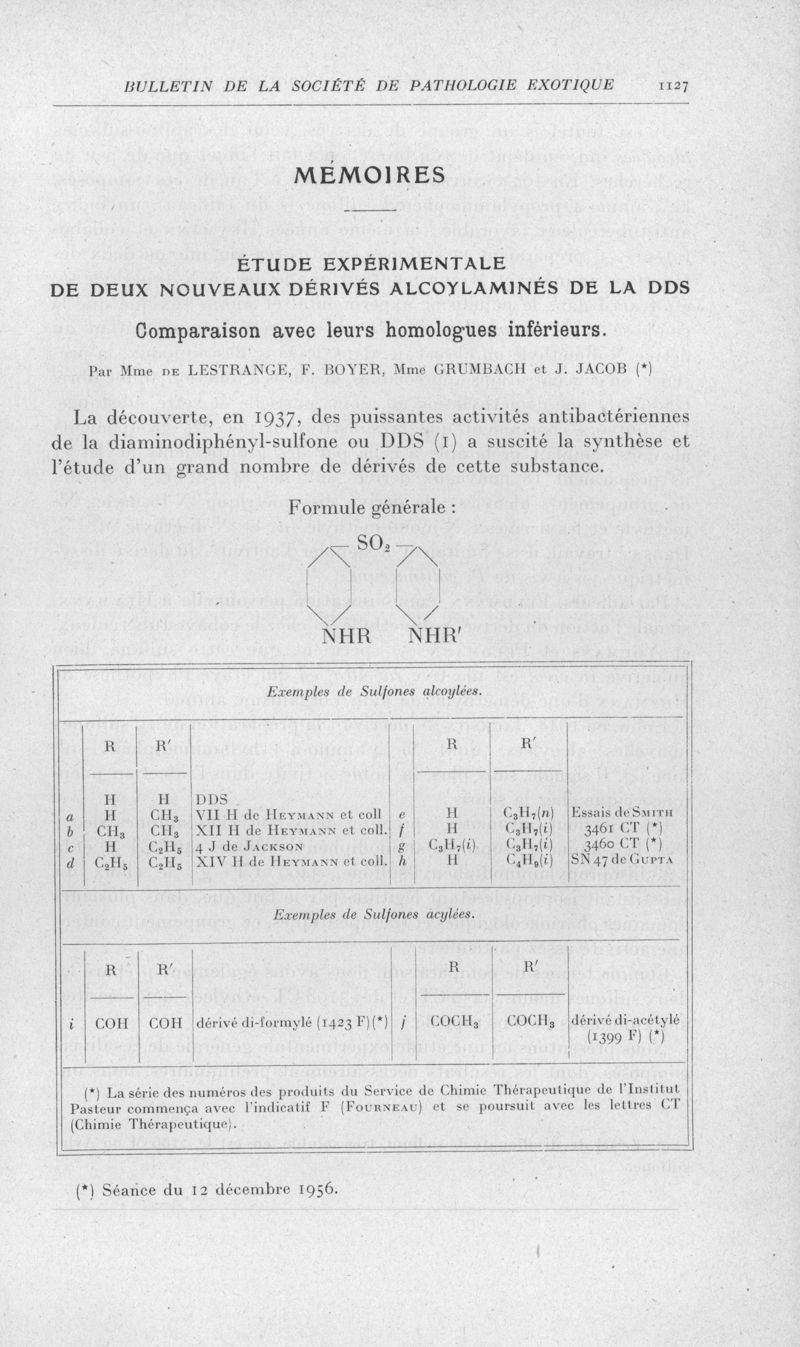 BULLETIN DE LA SOCIÉTÉ DE PATHOLOGIE EXOTIQUE 1127
MÉMOIRES
ÉTUDE EXPÉRIMENTALE
DE DEUX NOUVEAUX DÉRIVÉS ALCOYLAMINÉS DE LA DDS
Comparaison avec leurs homologues inférieurs.
Par Mme DE LESTRANGE, F. BOYER, Mme GRUMBACH et J. JACOB (*)
La découverte, en 1937, des puissantes activités antibactériennes
de la diaminodiphényl-sulfone ou DDS (1) a suscité la synthèse et
l'étude d'un grand nombre de dérivés de cette substance.
Formule générale :
SO₂
NHR NHR'
Exemples de Sulfones alcoylées.
R R' R R'
H H DDS
a H CH₃ VII H de HEYMANN et coll e H C₃H₇(n) Essais de SMITH
b CH₃ CH₃ XII H de HEYMANN et coll. f H C₃H₇(i) 3461 CT (*)
c H C₂H₅ 4 J de JACKSON g C₃H₇(i) C₃H₇(i) 3460 CT (*)
d C₂H₅ C₂H₅ XIV H de HEYMANN et coll. h H C₄H₉(i) SN 47 de GUPTA
Exemples de Sulfones acylées.
R R' R R'
i COH COH dérivé di-formylé (1423 F) (*) j COCH₃ COCH₃ dérivé di-acétylé
(1399 F) (*)
(*) La série des numéros des produits du Service de Chimie Thérapeutique de l'Institut
Pasteur commença avec l'indicatif F (FOURNEAU) et se poursuit avec les lettres CT
(Chimie Thérapeutique).
(*) Séance du 12 décembre 1956.